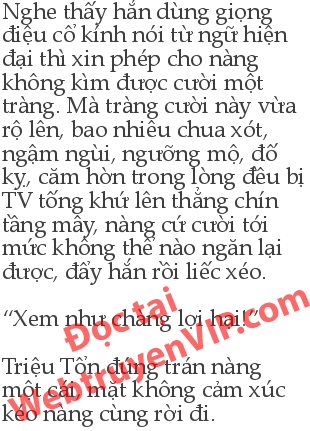 Nghe thấy hắn dùng giọng
điệu cổ kính nói từ ngữ hiện
đại thì xin phép cho nàng
không kìm được cười một
tràng. Mà tràng cười này vừa
rộ lên, bao nhiêu chua xót,
ngậm ngùi, ngưỡng mộ, đố
kỵ, căm hờn trong lòng đều bị
TV tống khứ lên thẳng chín
tầng mây, nàng cứ cười tới
mức không thể nào ngăn lại
được, đẩy hắn rồi liếc xéo.
“Xem như chàng lợi hại!”
Triệu Tổn đúng trán nàng
một cái, mặt không cảm xúc
kéo nàng cùng rời đi.
Đọc tại
WebtruyenVIP.com